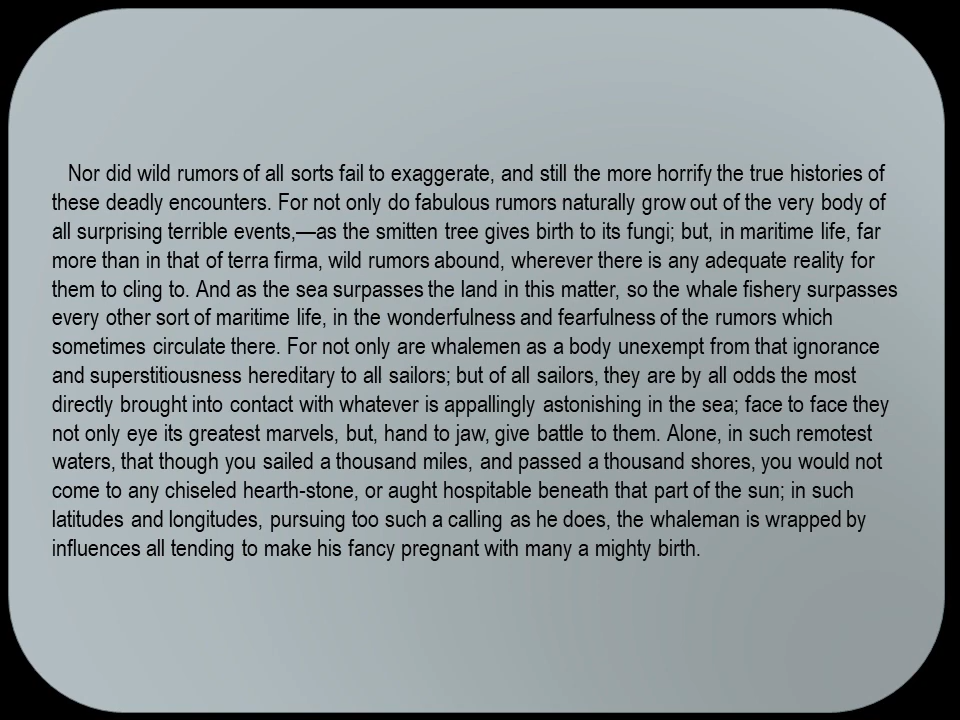 Nor did wild rumors of all sorts fail to exaggerate, and still the more horrify the true histories of
these deadly encounters. For not only do fabulous rumors naturally grow out of the very body of
all surprising terrible events,—as the smitten tree gives birth to its fungi; but, in maritime life, far
more than in that of terra firma, wild rumors abound, wherever there is any adequate reality for
them to cling to. And as the sea surpasses the land in this matter, so the whale fishery surpasses
every other sort of maritime life, in the wonderfulness and fearfulness of the rumors which
sometimes circulate there. For not only are whalemen as a body unexempt from that ignorance
and superstitiousness hereditary to all sailors; but of all sailors, they are by all odds the most
directly brought into contact with whatever is appallingly astonishing in the sea; face to face they
not only eye its greatest marvels, but, hand to jaw, give battle to them. Alone, in such remotest
waters, that though you sailed a thousand miles, and passed a thousand shores, you would not
come to any chiseled hearth-stone, or aught hospitable beneath that part of the sun; in such
latitudes and longitudes, pursuing too such a calling as he does, the whaleman is wrapped by
influences all tending to make his fancy pregnant with many a mighty birth.